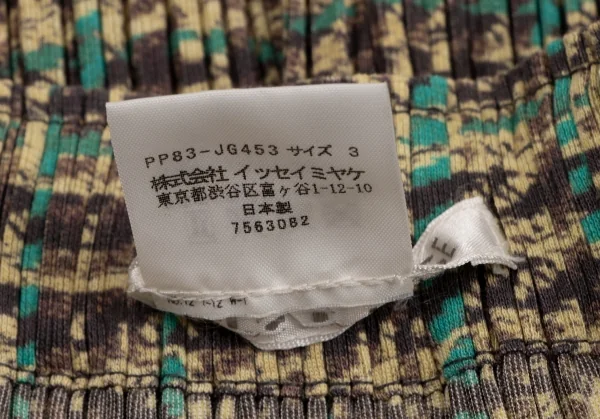 PP83-JG453 サイズ 3
株式会社 イツセイミヤケ
東京都渋谷区富ヶ谷1-12-10
日本製
7563082